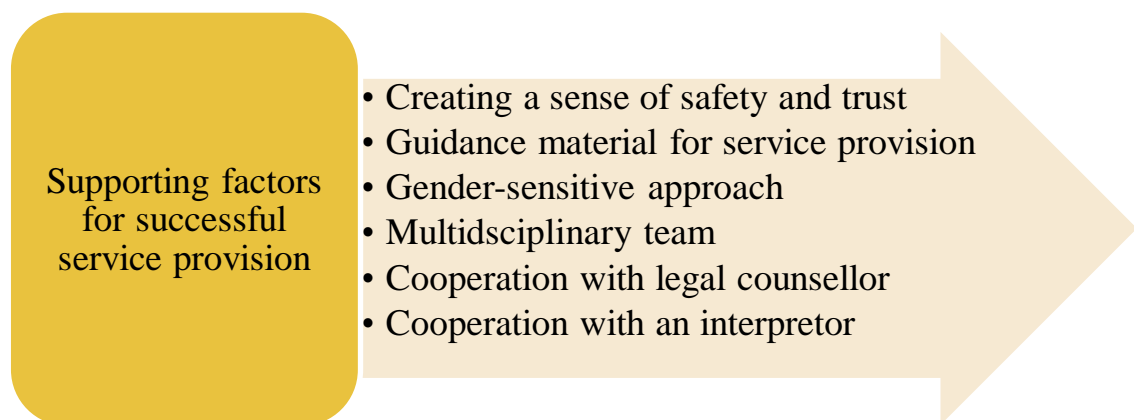 Supporting factors
for successful
service provision
• Creating a sense of safety and trust
• Guidance material for service provision
• Gender-sensitive approach
• Multidsciplinary team
• Cooperation with legal counsellor
• Cooperation with an interpretor